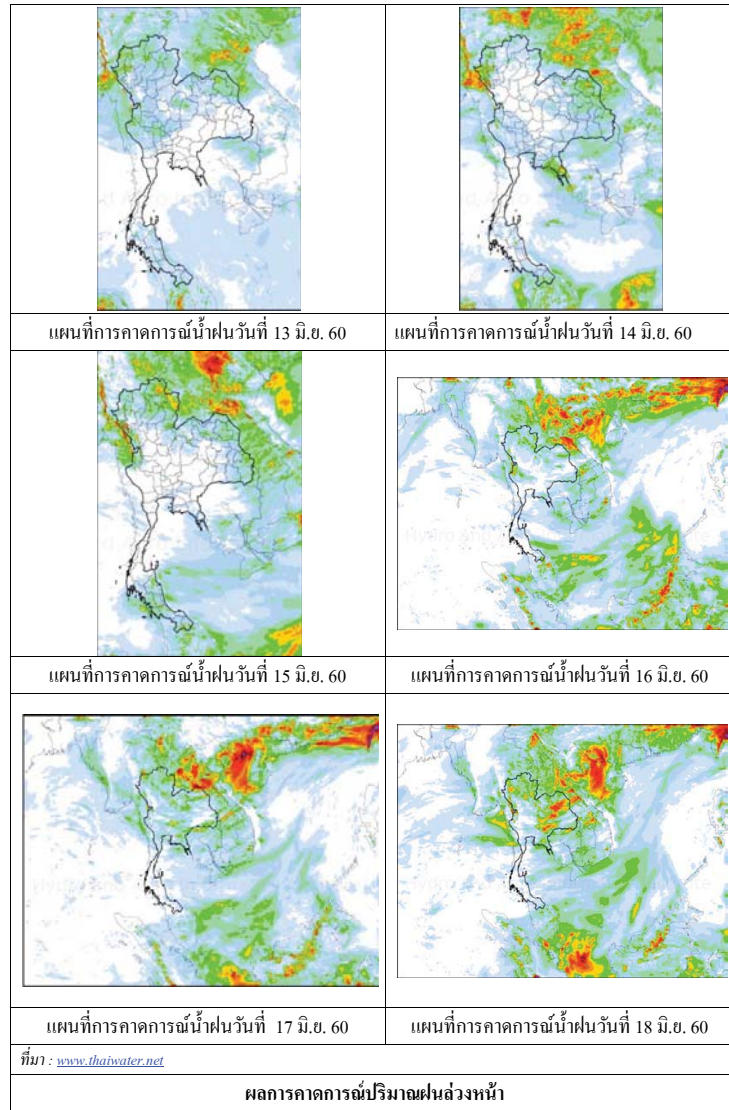 แผนที่การคาดการณ์น้ำฝนวันที่ 13 มิ.ย. 60
แผนที่การคาดการณ์น้ำฝนวันที่ 14 มิ.ย. 60
แผนที่การคาดการณ์น้ำฝนวันที่ 15 มิ.ย. 60
แผนที่การคาดการณ์น้ำฝนวันที่ 16 มิ.ย. 60
แผนที่การคาดการณ์น้ำฝนวันที่ 17 มิ.ย. 60
แผนที่การคาดการณ์น้ำฝนวันที่ 18 มิ.ย. 60
ที่มา : www.thaiwater.net
ผลการคาดการณ์ปริมาณฝนล่วงหน้า